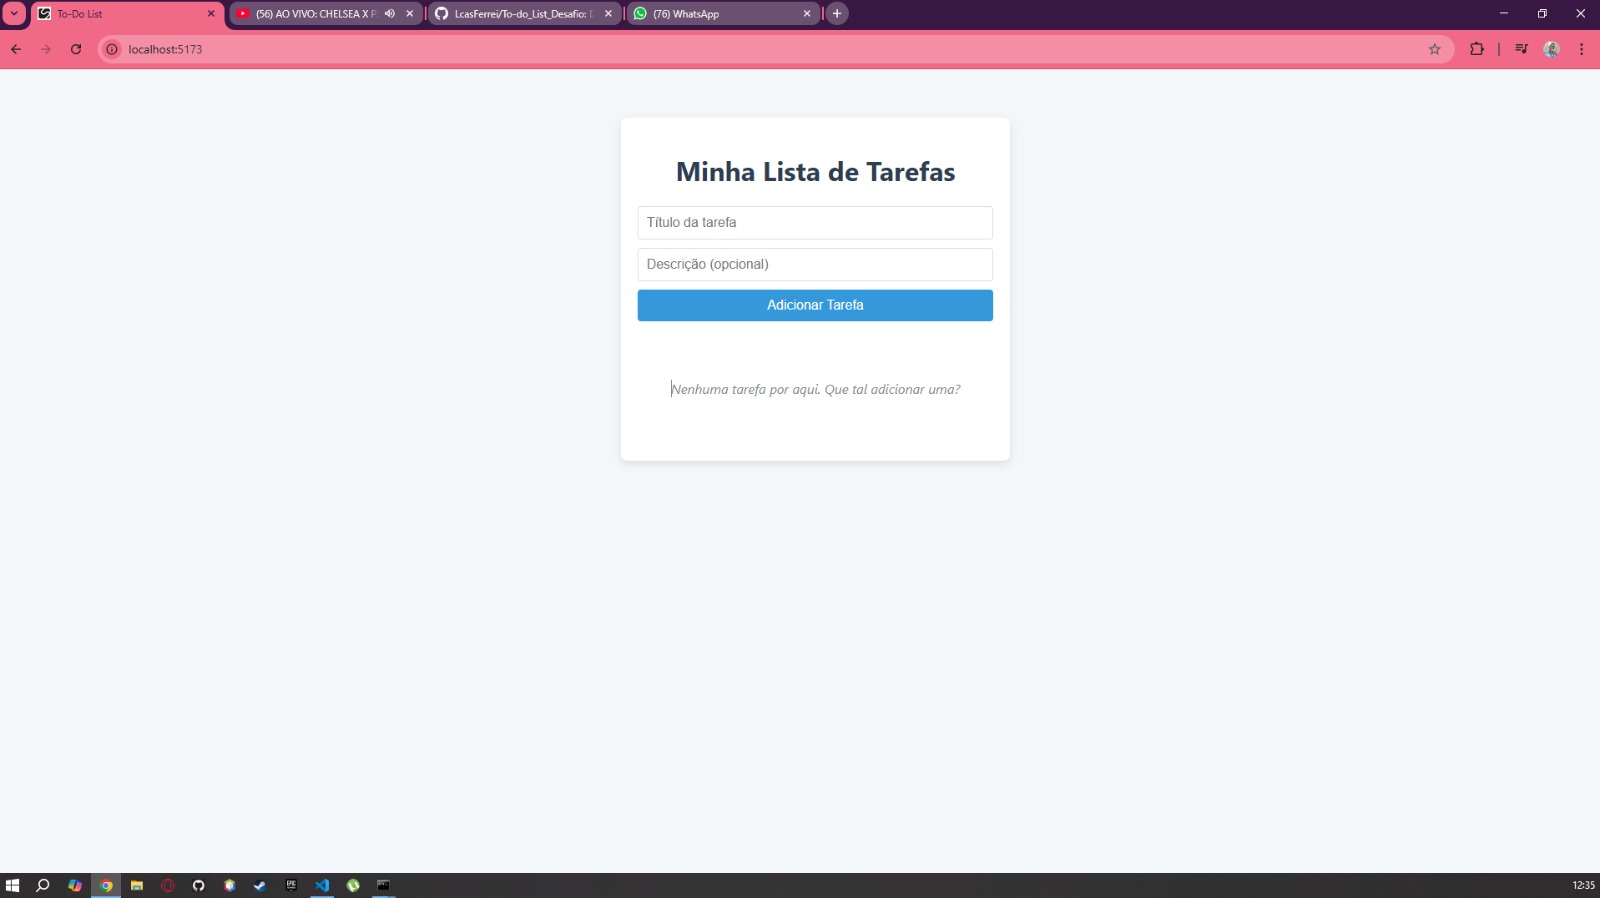 To-Do List
(56) AO VIVO: CHELSEA X P
LcasFerrei/To-do_List_Desafio: D
(76) WhatsApp
localhost:5173
Minha Lista de Tarefas
Título da tarefa
Descrição (opcional)
Adicionar Tarefa
Nenhuma tarefa por aqui. Que tal adicionar uma?
12:35